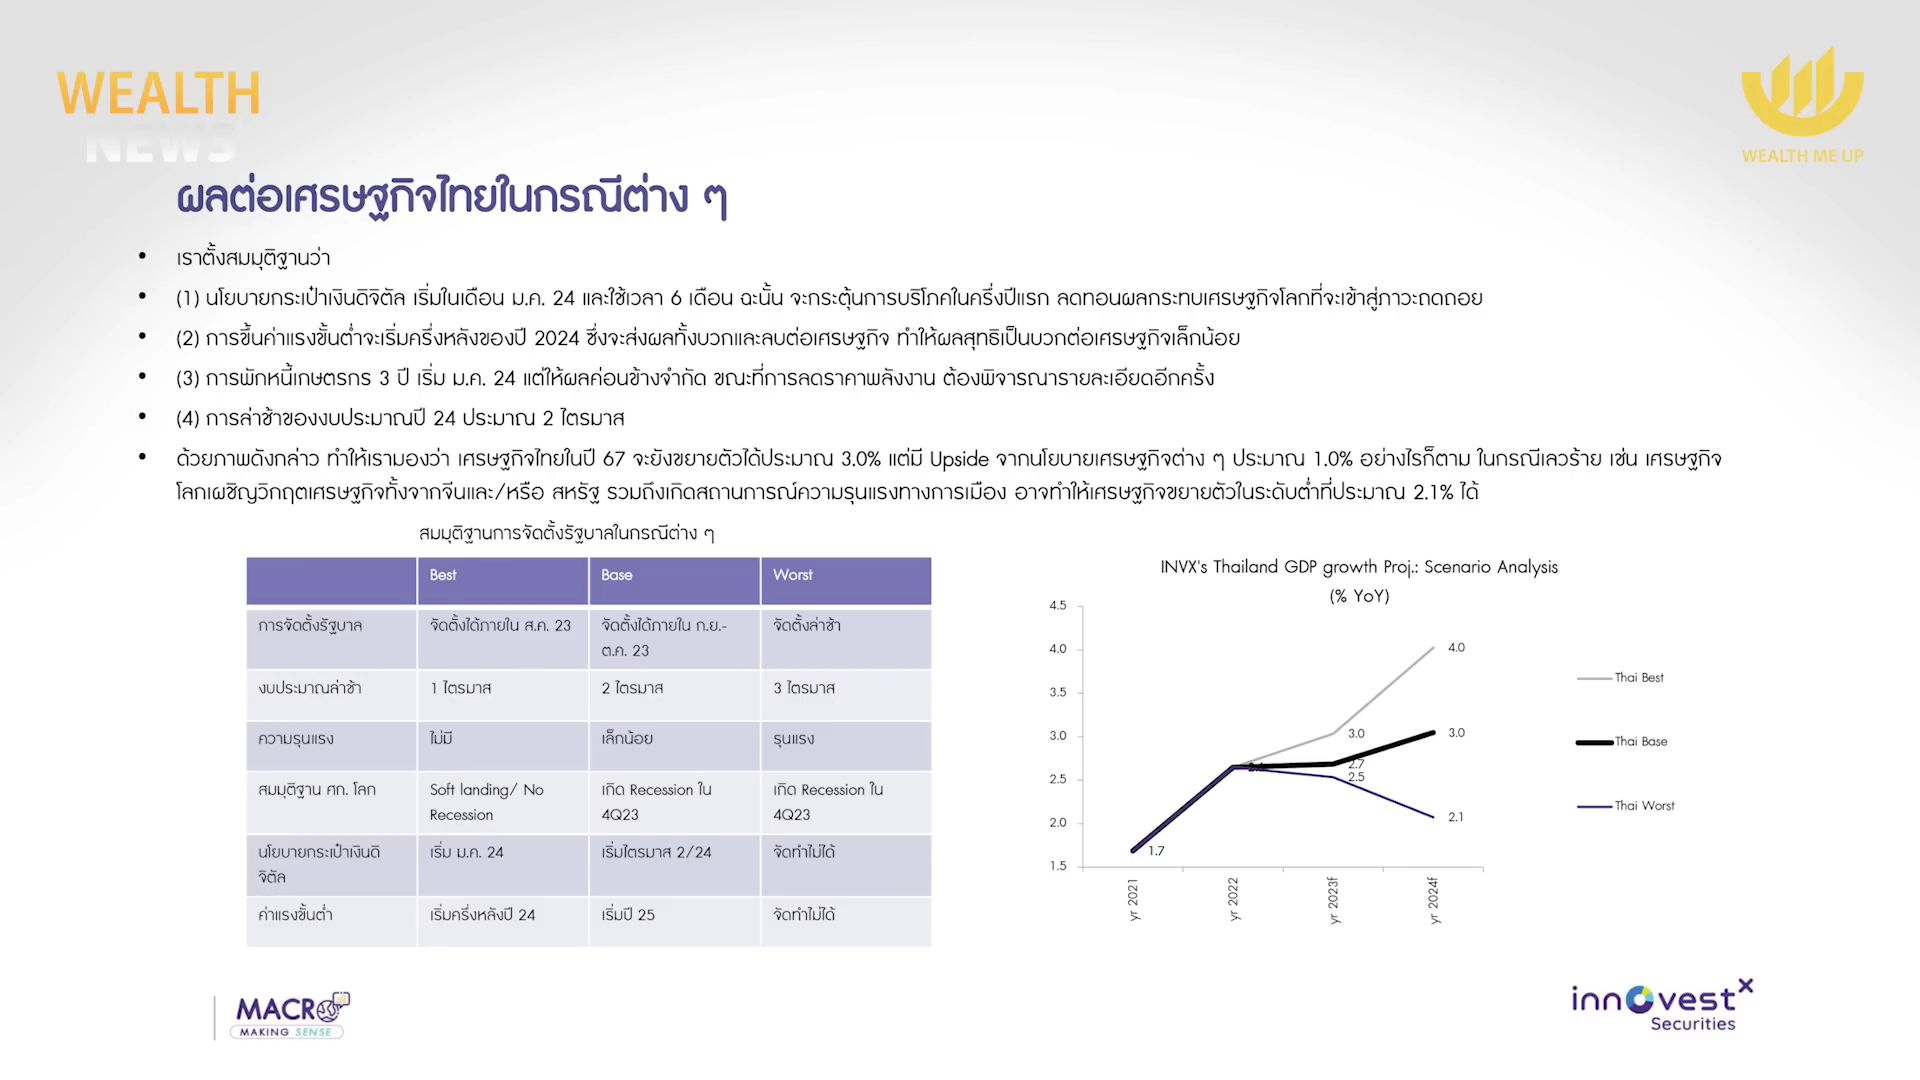 WEALTH
NEWS
WEALTH ME UP
ผลต่อเศรษฐกิจไทยในกรณีต่าง ๆ
• เราตั้งสมมุติฐานว่า
• (1) นโยบายกระเป๋าเงินดิจิตัล เริ่มในเดือน ม.ค. 24 และใช้เวลา 6 เดือน ฉะนั้น จะกระตุ้นการบริโภคในครึ่งปีแรก ลดทอนผลกระทบเศรษฐกิจโลกที่จะเข้าสู่ภาวะถดถอย
• (2) การขึ้นค่าแรงขั้นต่ำจะเริ่มครึ่งหลังของปี 2024 ซึ่งจะส่งผลทั้งบวกและลบต่อเศรษฐกิจ ทำให้ผลสุทธิเป็นบวกต่อเศรษฐกิจเล็กน้อย
• (3) การพักหนี้เกษตรกร 3 ปี เริ่ม ม.ค. 24 แต่ให้ผลค่อนข้างจำกัด ขณะที่การลดราคาพลังงาน ต้องพิจารณารายละเอียดอีกครั้ง
• (4) การล่าช้าของงบประมาณปี 24 ประมาณ 2 ไตรมาส
• ด้วยภาพดังกล่าว ทำให้เรามองว่า เศรษฐกิจไทยในปี 67 จะยังขยายตัวได้ประมาณ 3.0% แต่มี Upside จากนโยบายเศรษฐกิจต่าง ๆ ประมาณ 1.0% อย่างไรก็ตาม ในกรณีเลวร้าย เช่น เศรษฐกิจ
โลกเผชิญวิกฤตเศรษฐกิจทั้งจากจีนและ/หรือ สหรัฐ รวมถึงเกิดสถานการณ์ความรุนแรงทางการเมือง อาจทำให้เศรษฐกิจขยายตัวในระดับต่ำที่ประมาณ 2.1% ได้
สมมุติฐานการจัดตั้งรัฐบาลในกรณีต่าง ๆ
Best Base Worst
การจัดตั้งรัฐบาล จัดตั้งได้ภายใน ส.ค. 23 จัดตั้งได้ภายใน ก.ย.- จัดตั้งล่าช้า
ต.ค. 23
งบประมาณล่าช้า 1 ไตรมาส 2 ไตรมาส 3 ไตรมาส
ความรุนแรง ไม่มี เล็กน้อย รุนแรง
สมมุติฐาน ศก. โลก Soft landing/ No เกิด Recession ใน เกิด Recession ใน
Recession 4Q23 4Q23
นโยบายกระเป๋าเงินดิ เริ่ม ม.ค. 24 เริ่มไตรมาส 2/24 จัดทำไม่ได้
จิตัล
ค่าแรงขั้นต่ำ เริ่มครึ่งหลังปี 24 เริ่มปี 25 จัดทำไม่ได้
INVX's Thailand GDP growth Proj.: Scenario Analysis
(% YoY)
4.5
4.0
3.5
3.0
2.5
2.0
1.5
4.0
3.0
3.0
2.7
2.5
2.1
1.7
yr 2021
yr 2022
yr 2023f
yr 2024f
Thai Best
Thai Base
Thai Worst
MACRO
MAKING SENSE
innovestx
Securities